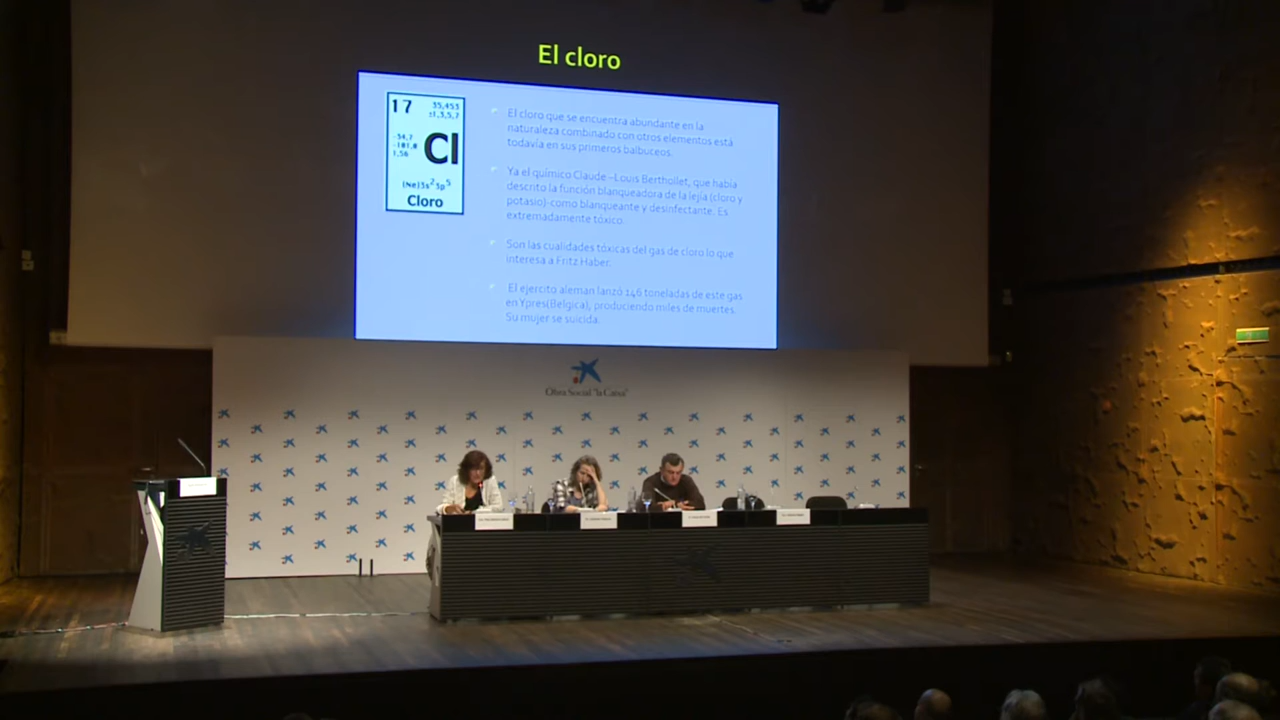 El cloro
17
35,453
±1,3,5,7
-34,7
-101,0
1,56
Cl
(Ne)3s²3p⁵
Cloro
El cloro que se encuentra abundante en la
naturaleza combinado con otros elementos está
todavía en sus primeros balbuceos.
Ya el químico Claude –Louis Berthollet, que había
descrito la función blanqueadora de la lejía (cloro y
potasio)-como blanqueante y desinfectante. Es
extremadamente tóxico.
Son las cualidades tóxicas del gas de cloro lo que
interesa a Fritz Haber.
El ejercito aleman lanzó 146 toneladas de este gas
en Ypres(Belgica), produciendo miles de muertes.
Su mujer se suicida.
Obra Social "la Caixa"